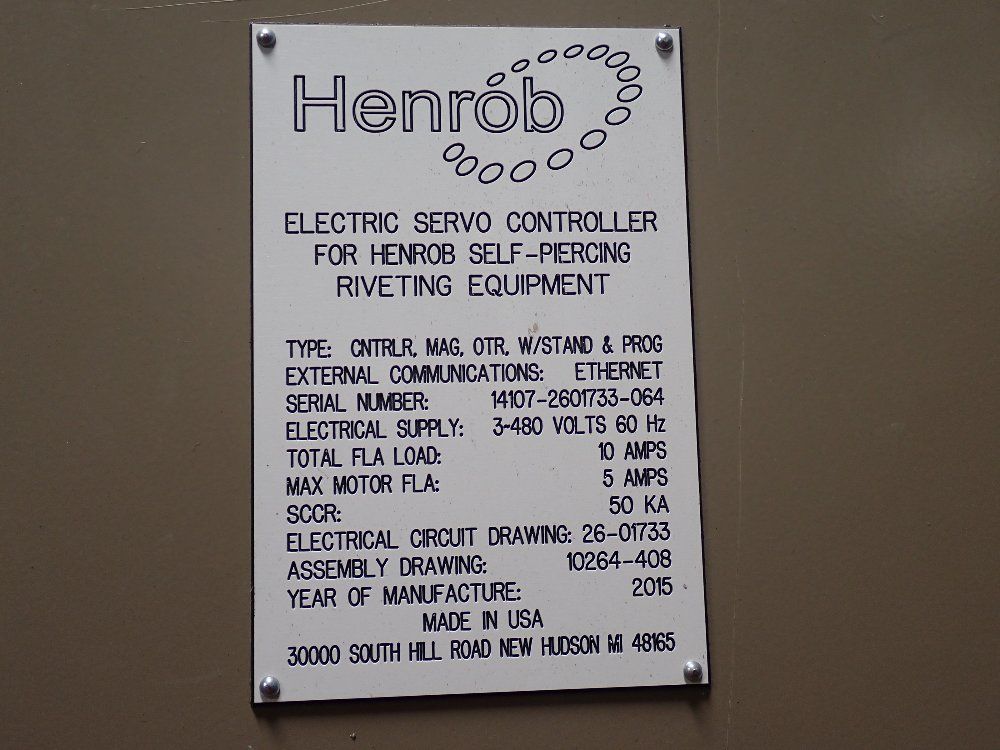 Henrob
ELECTRIC SERVO CONTROLLER
FOR HENROB SELF-PIERCING
RIVETING EQUIPMENT
TYPE: CNTRLR, MAG, OTR, W/STAND & PROG
EXTERNAL COMMUNICATIONS: ETHERNET
SERIAL NUMBER: 14107-2601733-064
ELECTRICAL SUPPLY: 3~480 VOLTS 60 Hz
TOTAL FLA LOAD: 10 AMPS
MAX MOTOR FLA: 5 AMPS
SCCR: 50 KA
ELECTRICAL CIRCUIT DRAWING: 26-01733
ASSEMBLY DRAWING: 10264-408
YEAR OF MANUFACTURE: 2015
MADE IN USA
30000 SOUTH HILL ROAD NEW HUDSON MI 48165